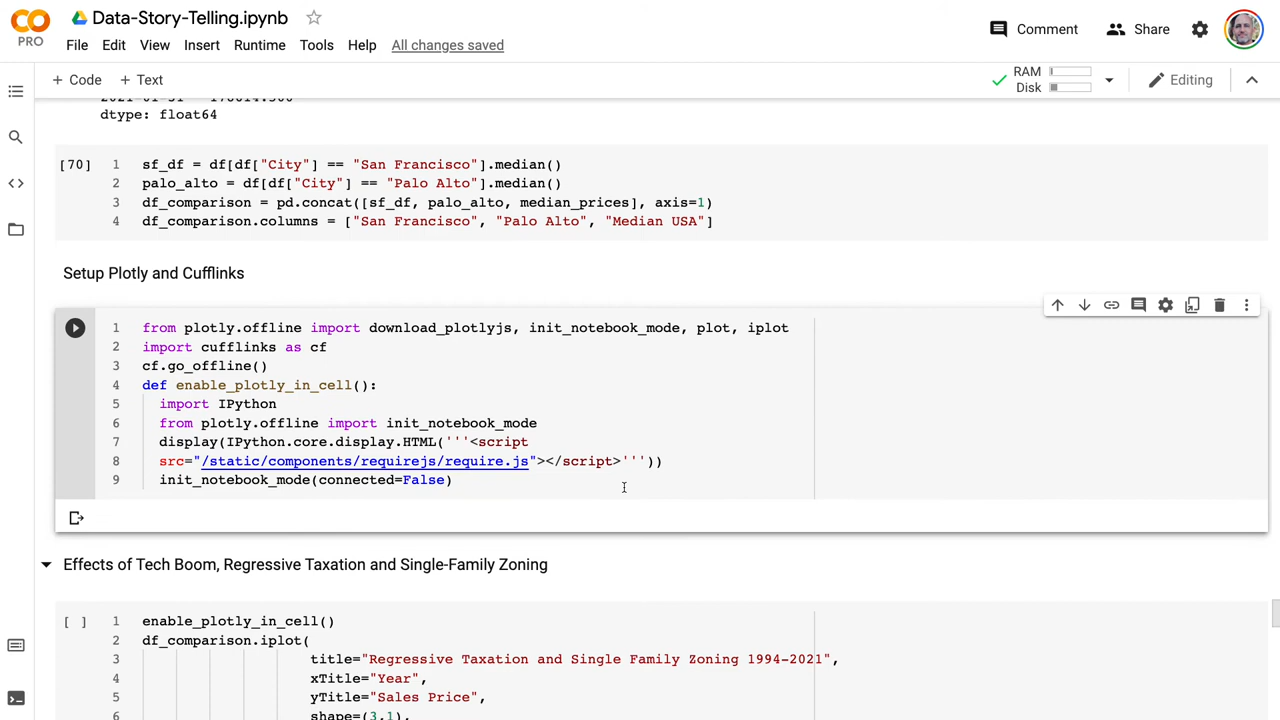 Data-Story-Telling.ipynb
PRO
File Edit View Insert Runtime Tools Help All changes saved
Comment Share
+ Code + Text
RAM
Disk
Editing
dtype: float64
[70]
1 sf_df = df[df["City"] == "San Francisco"].median()
2 palo_alto = df[df["City"] == "Palo Alto"].median()
3 df_comparison = pd.concat([sf_df, palo_alto, median_prices], axis=1)
4 df_comparison.columns = ["San Francisco", "Palo Alto", "Median USA"]
Setup Plotly and Cufflinks
1 from plotly.offline import download_plotlyjs, init_notebook_mode, plot, iplot
2 import cufflinks as cf
3 cf.go_offline()
4 def enable_plotly_in_cell():
5 import IPython
6 from plotly.offline import init_notebook_mode
7 display(IPython.core.display.HTML('''<script
8 src="/static/components/requirejs/require.js"></script>'''))
9 init_notebook_mode(connected=False)
Effects of Tech Boom, Regressive Taxation and Single-Family Zoning
[ ]
1 enable_plotly_in_cell()
2 df_comparison.iplot(
3 title="Regressive Taxation and Single Family Zoning 1994-2021",
4 xTitle="Year",
5 yTitle="Sales Price",
6 shape=(3,1),